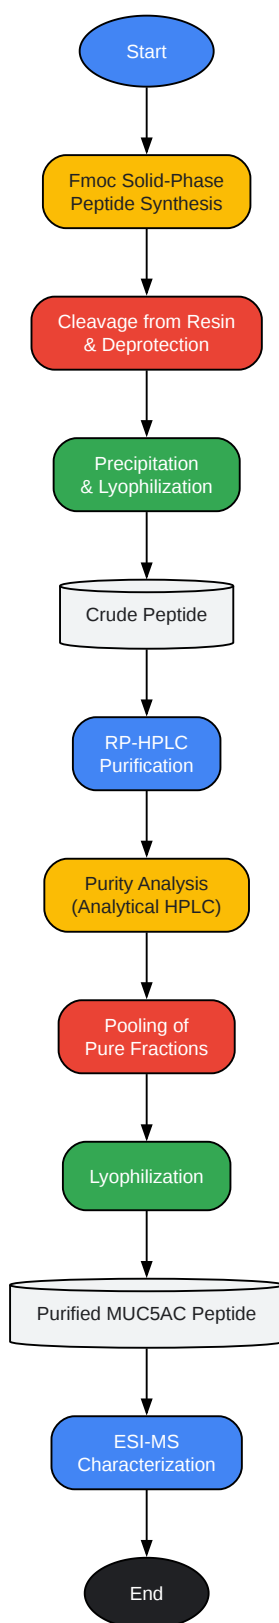 Start
Fmoc Solid-Phase
Peptide Synthesis
Cleavage from Resin
& Deprotection
Precipitation
& Lyophilization
Crude Peptide
RP-HPLC
Purification
Purity Analysis
(Analytical HPLC)
Pooling of
Pure Fractions
Lyophilization
Purified MUC5AC Peptide
ESI-MS
Characterization
End